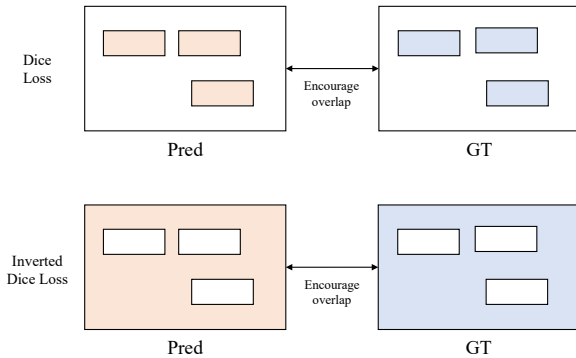 Dice
Loss
Encourage
overlap
Pred
GT
Inverted
Dice Loss
Encourage
overlap
Pred
GT